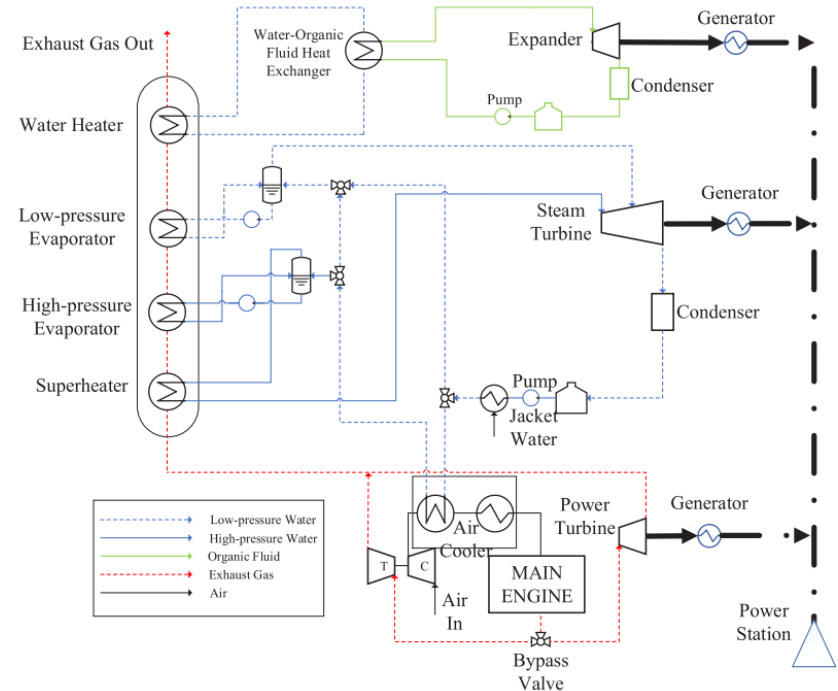 Exhaust Gas Out
Water-Organic
Fluid Heat
Exchanger
Expander
Generator
Condenser
Pump
Water Heater
Low-pressure
Evaporator
Steam
Turbine
Generator
High-pressure
Evaporator
Condenser
Superheater
Pump
Jacket
Water
Low-pressure Water
High-pressure Water
Organic Fluid
Exhaust Gas
Air
Air
Cooler
T
C
Air
In
MAIN
ENGINE
Bypass
Valve
Power
Turbine
Generator
Power
Station